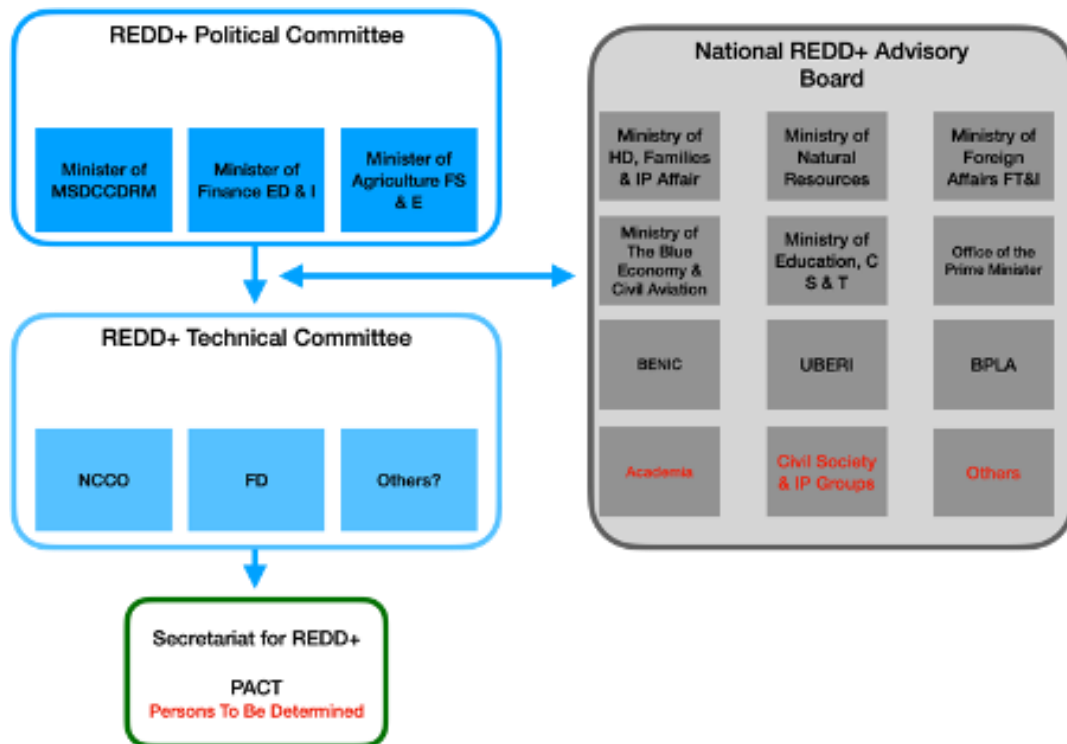 REDD+ Political Committee
Minister of
MSDCCDRM
Minister of
Finance ED & I
Minister of
Agriculture FS
& E
REDD+ Technical Committee
NCCO
FD
Others?
Secretariat for REDD+
PACT
Persons To Be Determined
National REDD+ Advisory
Board
Ministry of
HD, Families
& IP Affair
Ministry of
Natural
Resources
Ministry of
Foreign
Affairs FT&I
Ministry of
The Blue
Economy &
Civil Aviation
Ministry of
Education, C
S & T
Office of the
Prime Minister
BENIC
UBERI
BPLA
Academia
Civil Society
& IP Groups
Others